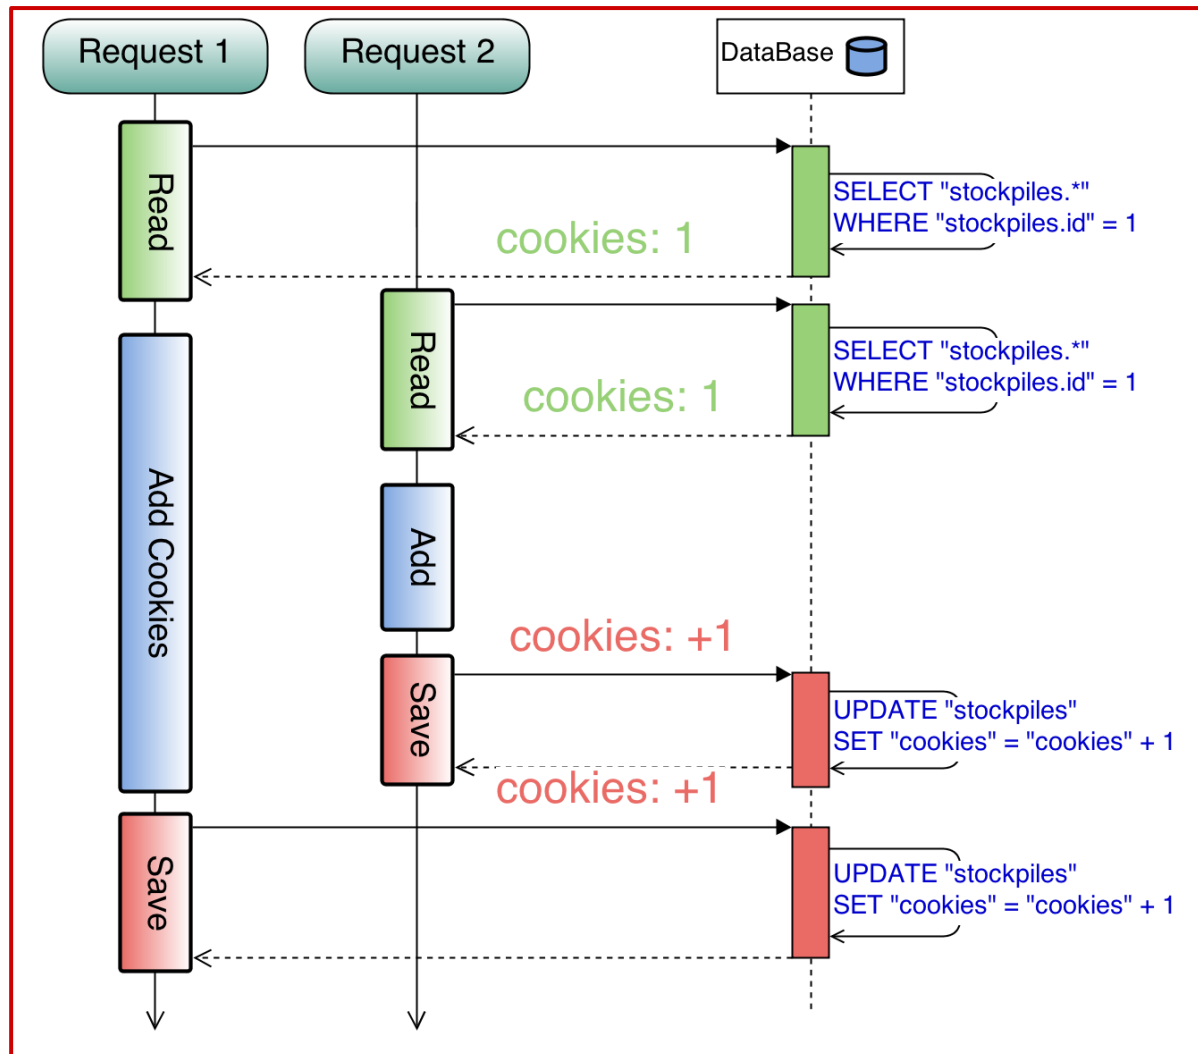 Request 1
Request 2
DataBase
Read
SELECT "stockpiles.*"
WHERE "stockpiles.id" = 1
cookies: 1
Read
SELECT "stockpiles.*"
WHERE "stockpiles.id" = 1
cookies: 1
Add Cookies
Add
cookies: +1
Save
UPDATE "stockpiles"
SET "cookies" = "cookies" + 1
cookies: +1
Save
UPDATE "stockpiles"
SET "cookies" = "cookies" + 1